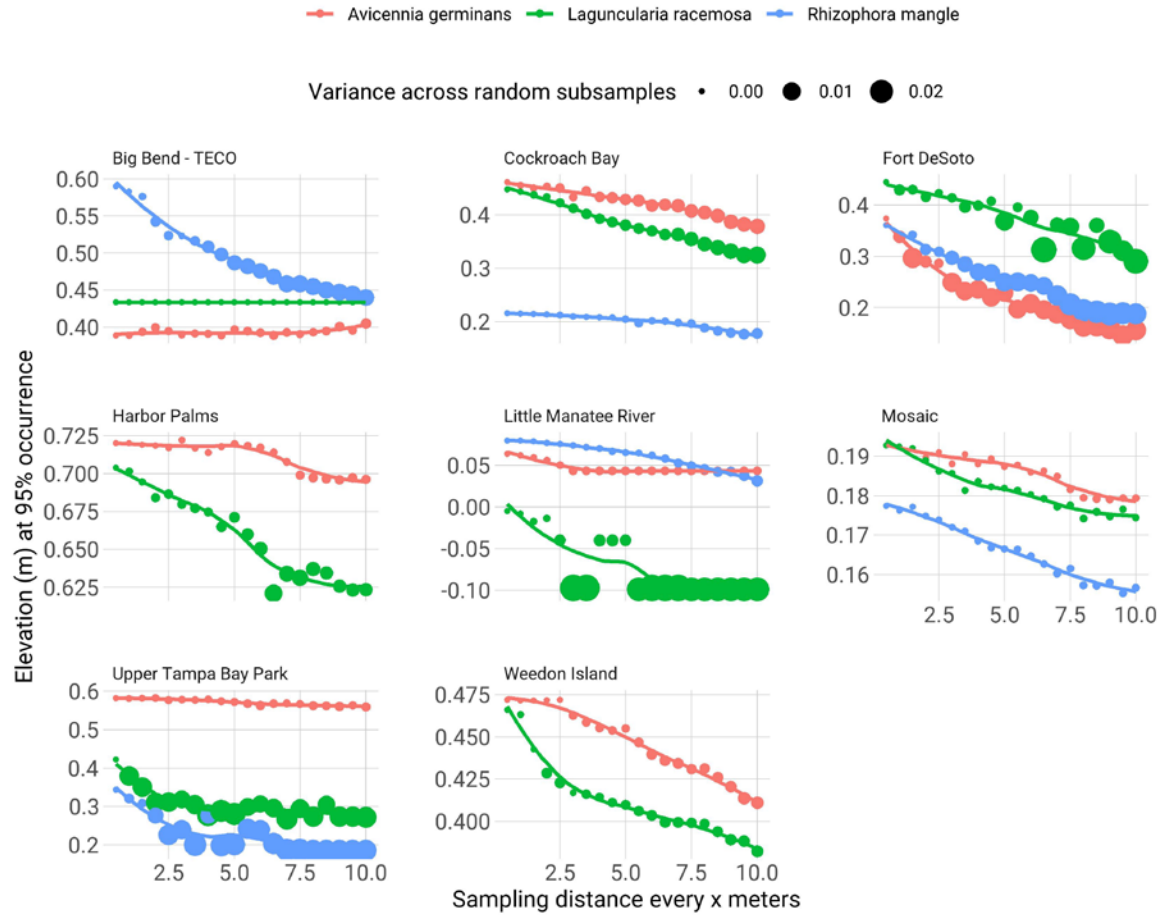 Avicennia germinans Laguncularia racemosa Rhizophora mangle
Variance across random subsamples 0.00 0.01 0.02
Big Bend - TECO
0.60
0.55
0.50
0.45
0.40
Cockroach Bay
0.4
0.3
0.2
Fort DeSoto
0.4
0.3
0.2
Elevation (m) at 95% occurrence
Harbor Palms
0.725
0.700
0.675
0.650
0.625
Little Manatee River
0.05
0.00
-0.05
-0.10
Mosaic
0.19
0.18
0.17
0.16
2.5 5.0 7.5 10.0
Upper Tampa Bay Park
0.6
0.5
0.4
0.3
0.2
2.5 5.0 7.5 10.0
Weedon Island
0.475
0.450
0.425
0.400
2.5 5.0 7.5 10.0
Sampling distance every x meters